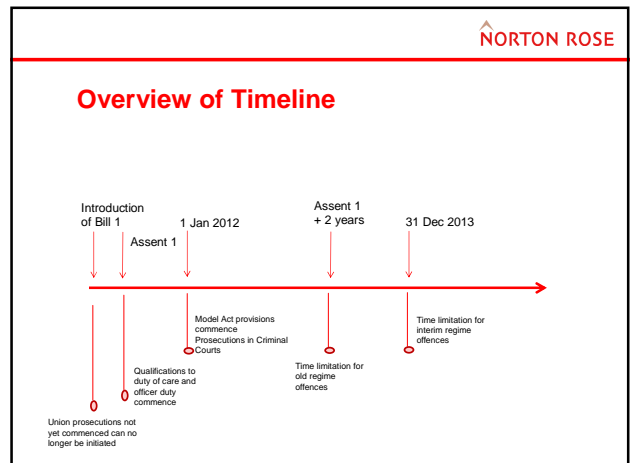 NORTON ROSE
Overview of Timeline
Introduction
of Bill 1
Assent 1
1 Jan 2012
Assent 1
+ 2 years
31 Dec 2013
Model Act provisions
commence
Prosecutions in Criminal
Courts
Time limitation for
interim regime
offences
Qualifications to
duty of care and
officer duty
commence
Time limitation for
old regime
offences
Union prosecutions not
yet commenced can no
longer be initiated